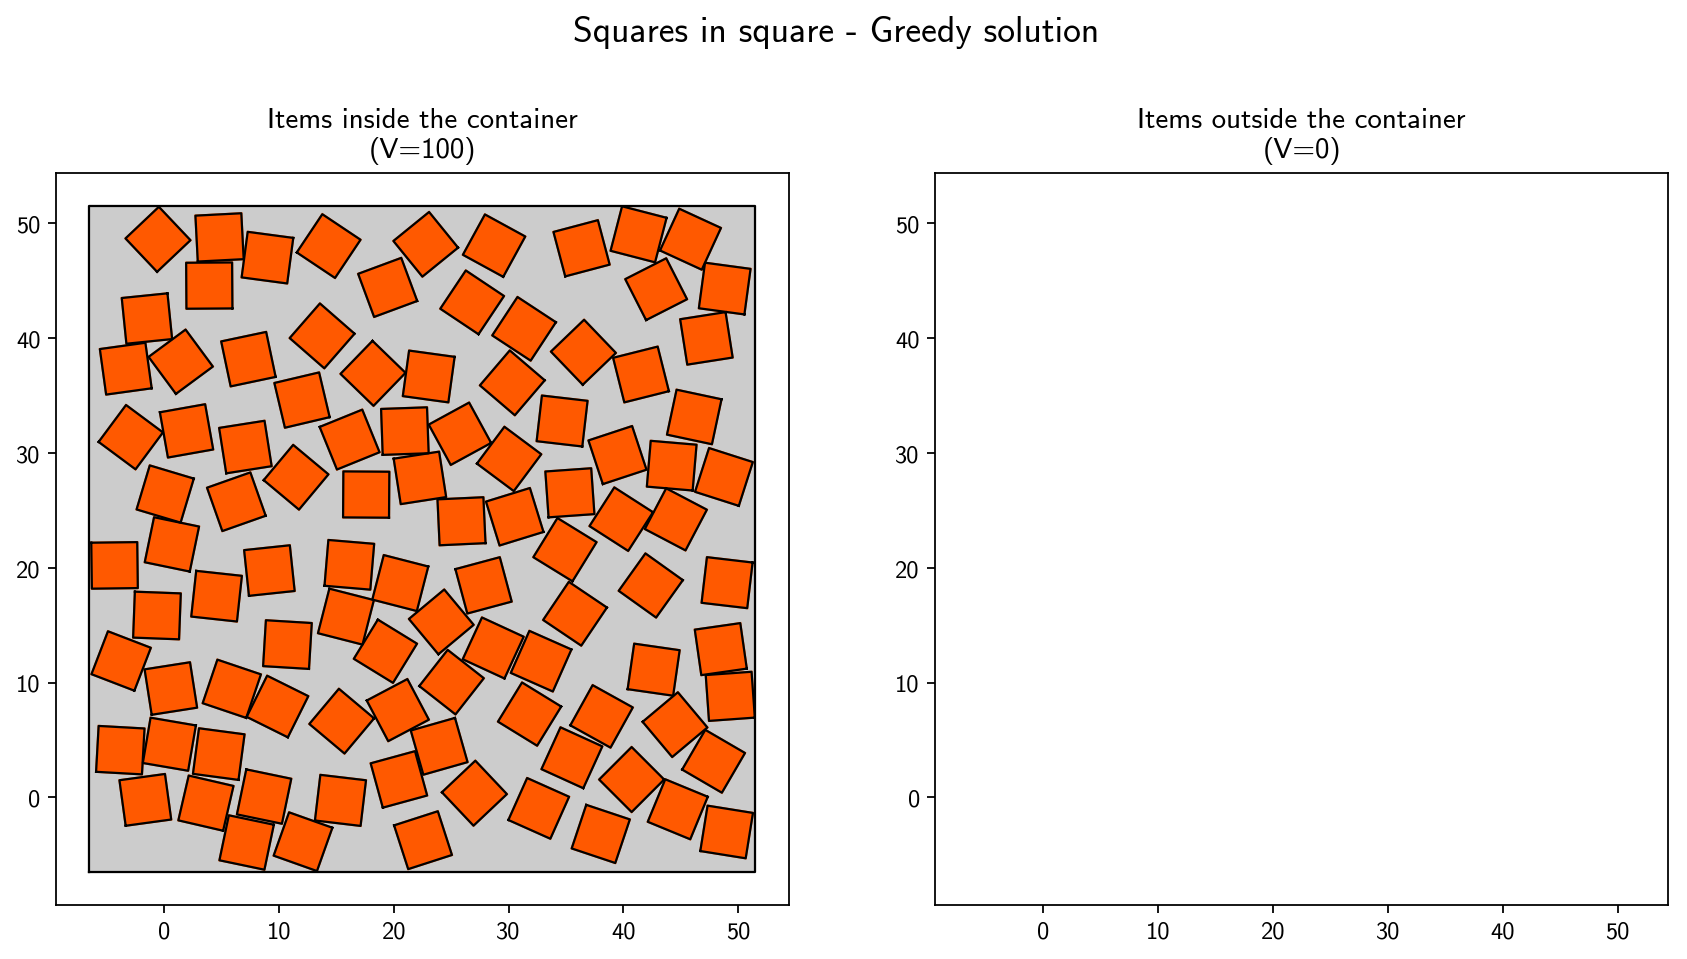 Squares in square - Greedy solution
Items inside the container
(V=100)
50
40
30
20
10
0
0 10 20 30 40 50
Items outside the container
(V=0)
50
40
30
20
10
0
0 10 20 30 40 50